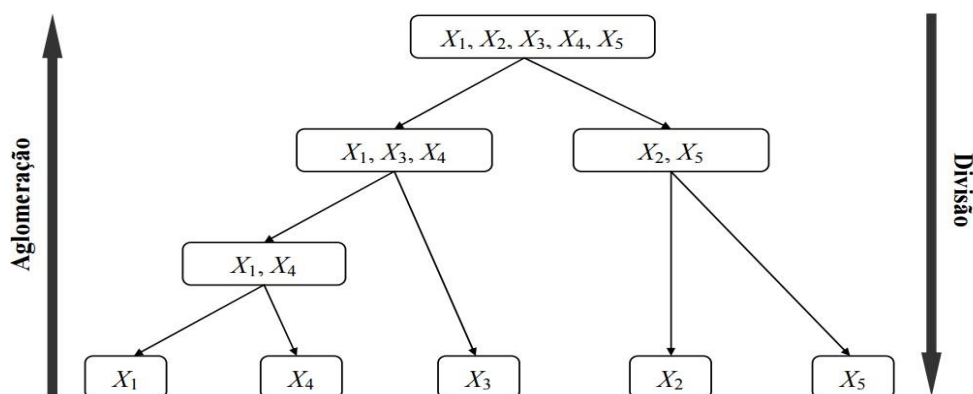 X1, X2, X3, X4, X5
Aglomeração
X1, X3, X4
X2, X5
Divisão
X1, X4
X1
X4
X3
X2
X5